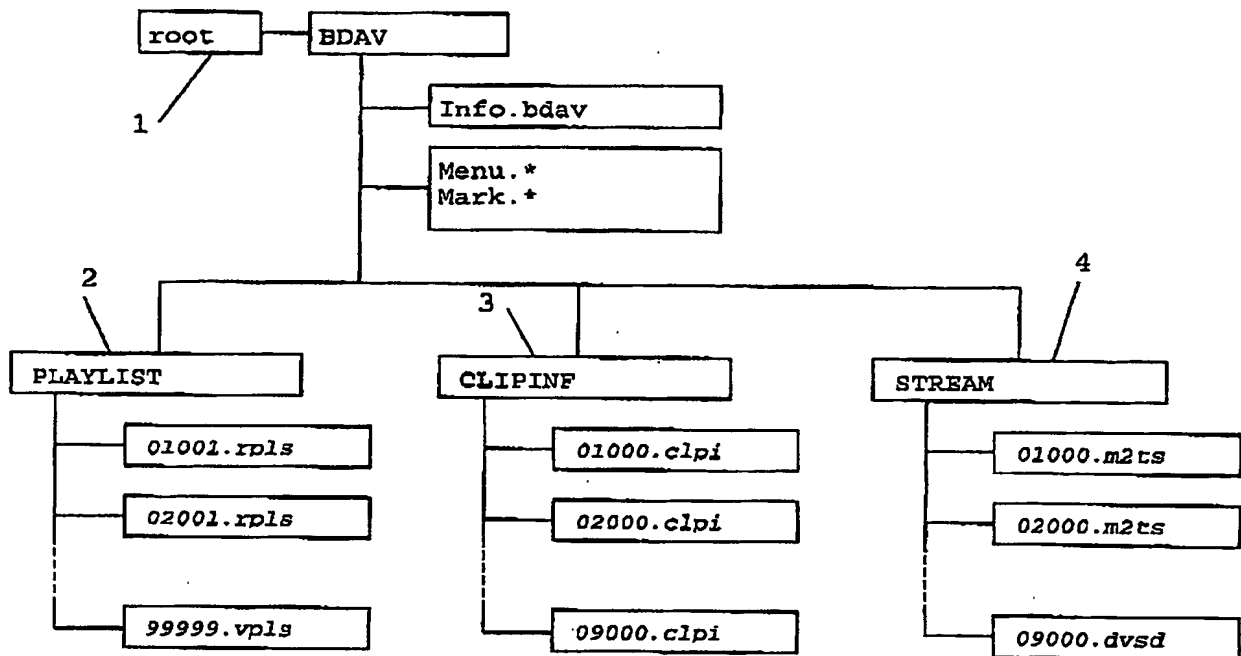 root
BDAV
1
Info.bdav
Menu.*
Mark.*
2
3
4
PLAYLIST
CLIPINF
STREAM
01001.rpls
01000.clpi
01000.m2ts
02001.rpls
02000.clpi
02000.m2ts
99999.vpls
09000.clpi
09000.dvsd